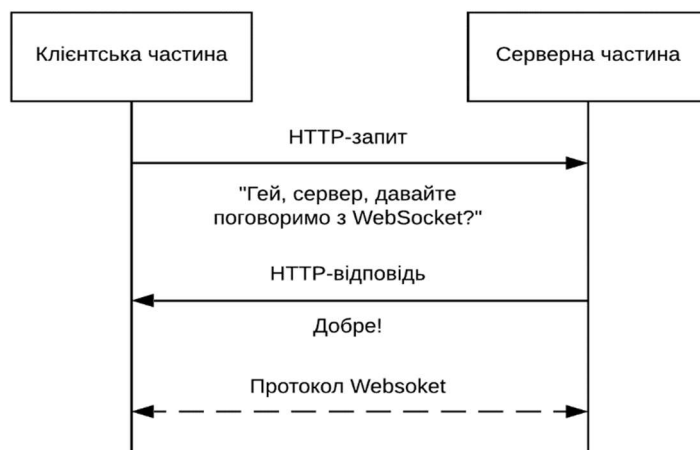 Клієнтська частина
Серверна частина
HTTP-запит
"Гей, сервер, давайте
поговоримо з WebSocket?"
HTTP-відповідь
Добре!
Протокол Websoket